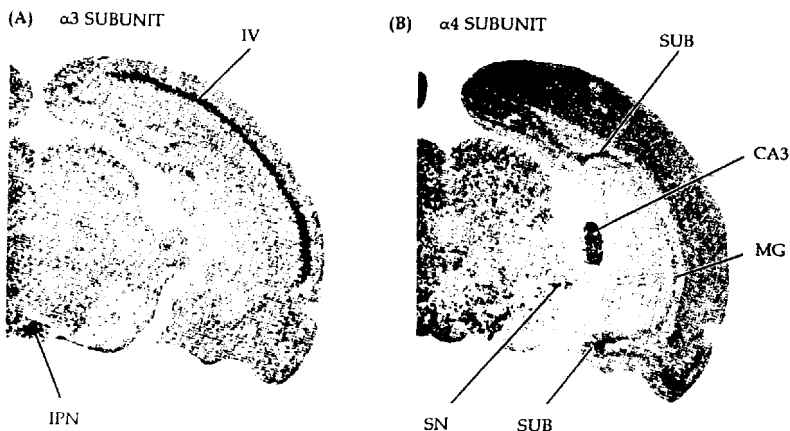 (A) α3 SUBUNIT
IV
IPN
(B) α4 SUBUNIT
SUB
CA3
MG
SN
SUB